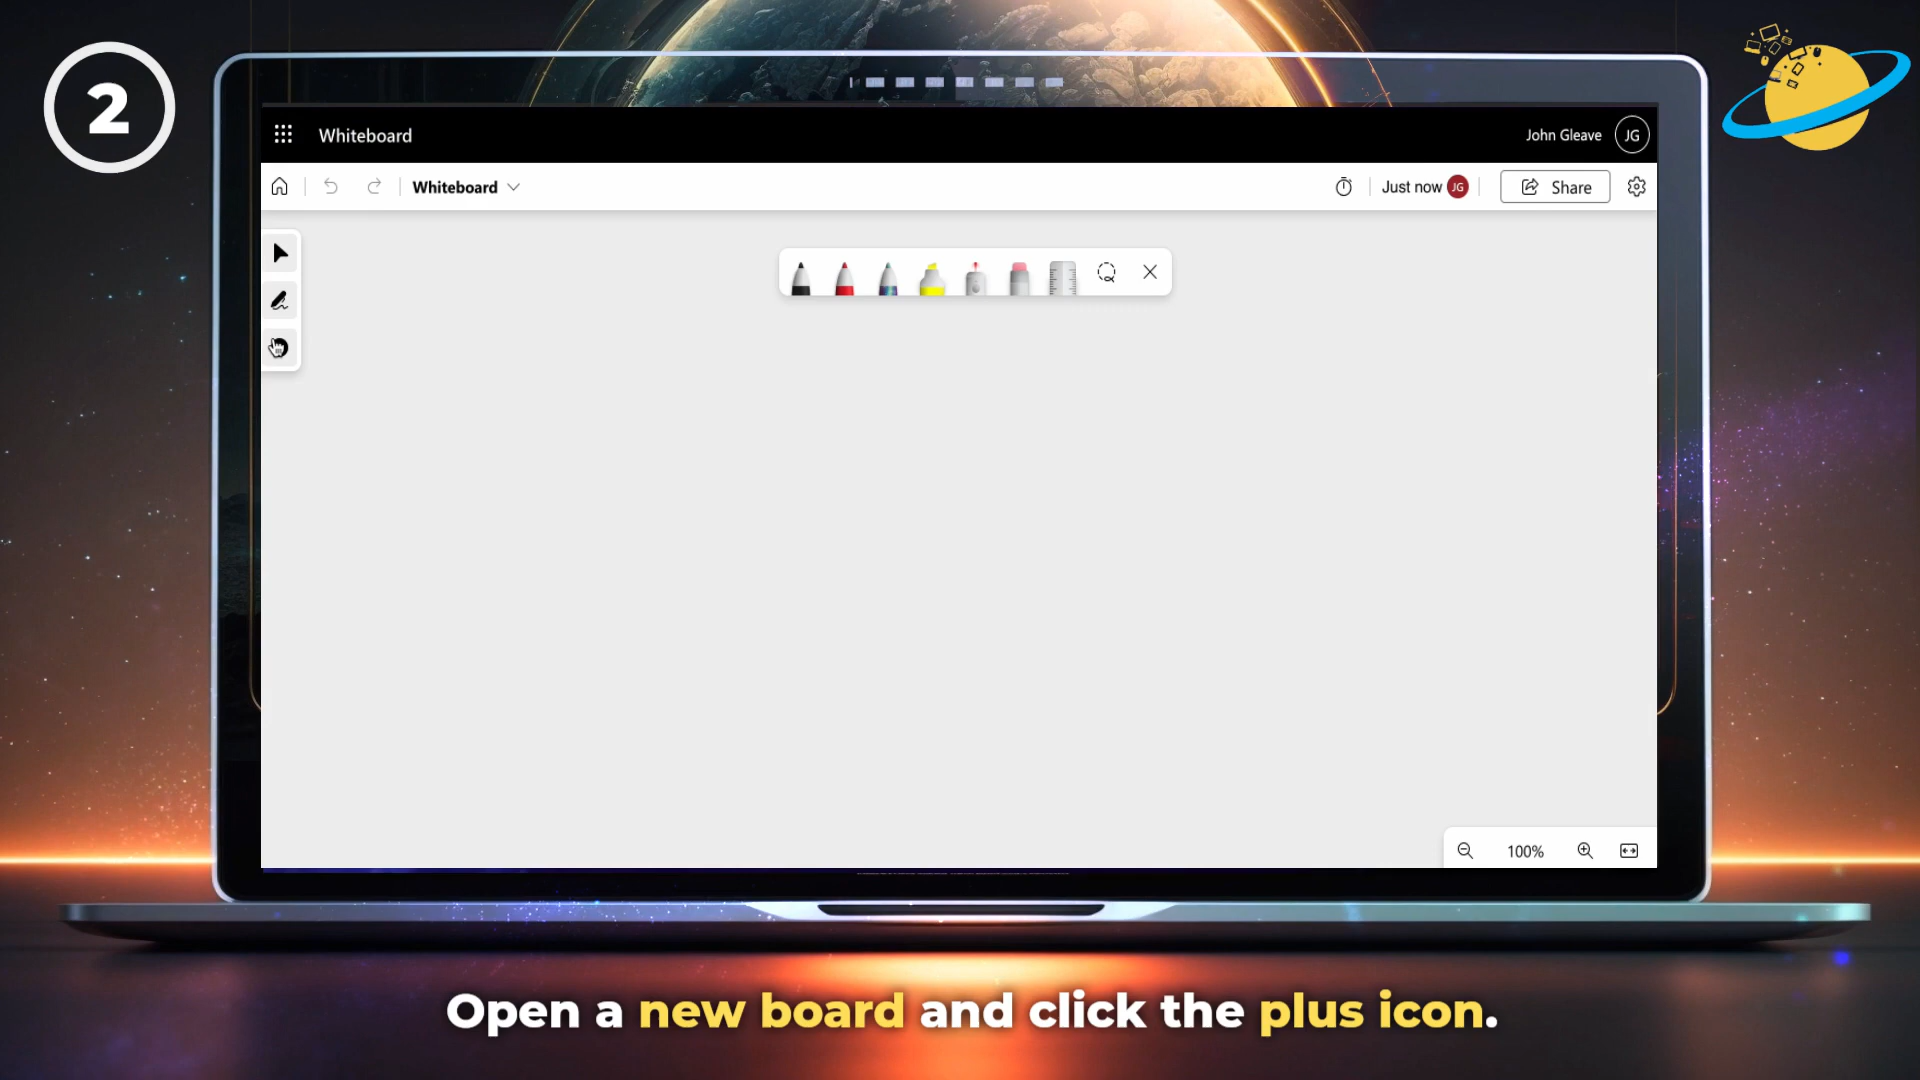 2
Whiteboard
John Gleave JG
Whiteboard
Just now JG
Share
100%
Open a new board and click the plus icon.